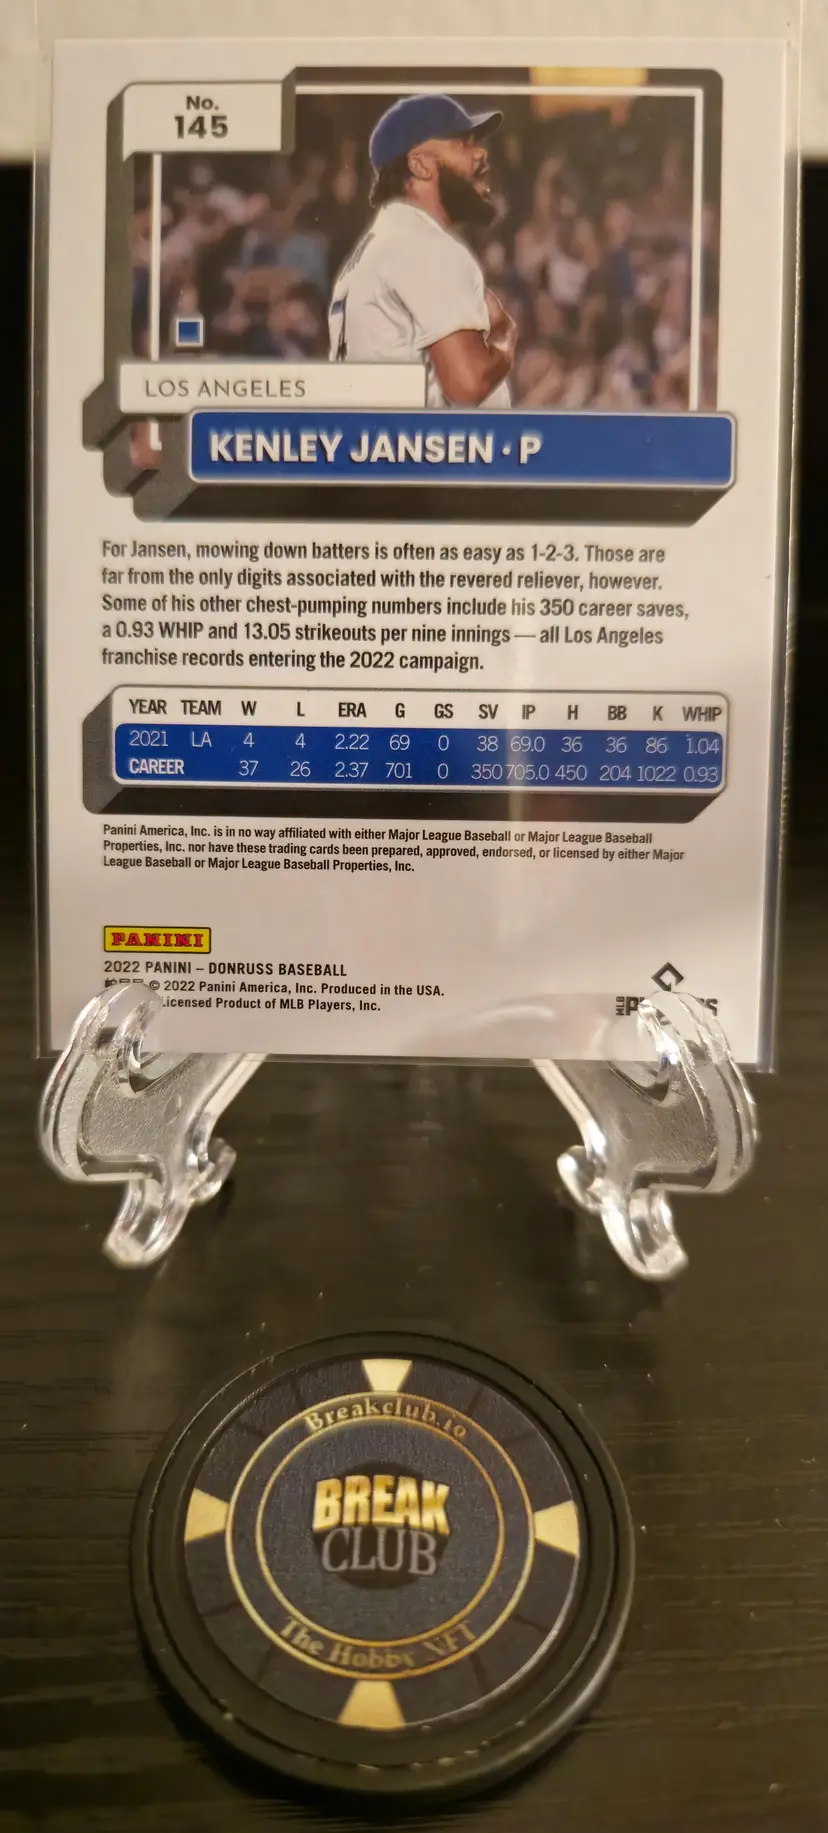 No.
145
LOS ANGELES
KENLEY JANSEN · P
For Jansen, mowing down batters is often as easy as 1-2-3. Those are
far from the only digits associated with the revered reliever, however.
Some of his other chest-pumping numbers include his 350 career saves,
a 0.93 WHIP and 13.05 strikeouts per nine innings — all Los Angeles
franchise records entering the 2022 campaign.
YEAR TEAM W L ERA G GS SV IP H BB K WHIP
2021 LA 4 4 2.22 69 0 38 69.0 36 36 86 1.04
CAREER 37 26 2.37 701 0 350 705.0 450 204 1022 0.93
Panini America, Inc. is in no way affiliated with either Major League Baseball or Major League Baseball
Properties, Inc. nor have these trading cards been prepared, approved, endorsed, or licensed by either Major
League Baseball or Major League Baseball Properties, Inc.
PANINI
2022 PANINI – DONRUSS BASEBALL
© 2022 Panini America, Inc. Produced in the USA.
Licensed Product of MLB Players, Inc.
MLB
Breakclub.io
BREAK
CLUB
The Hobby NFT